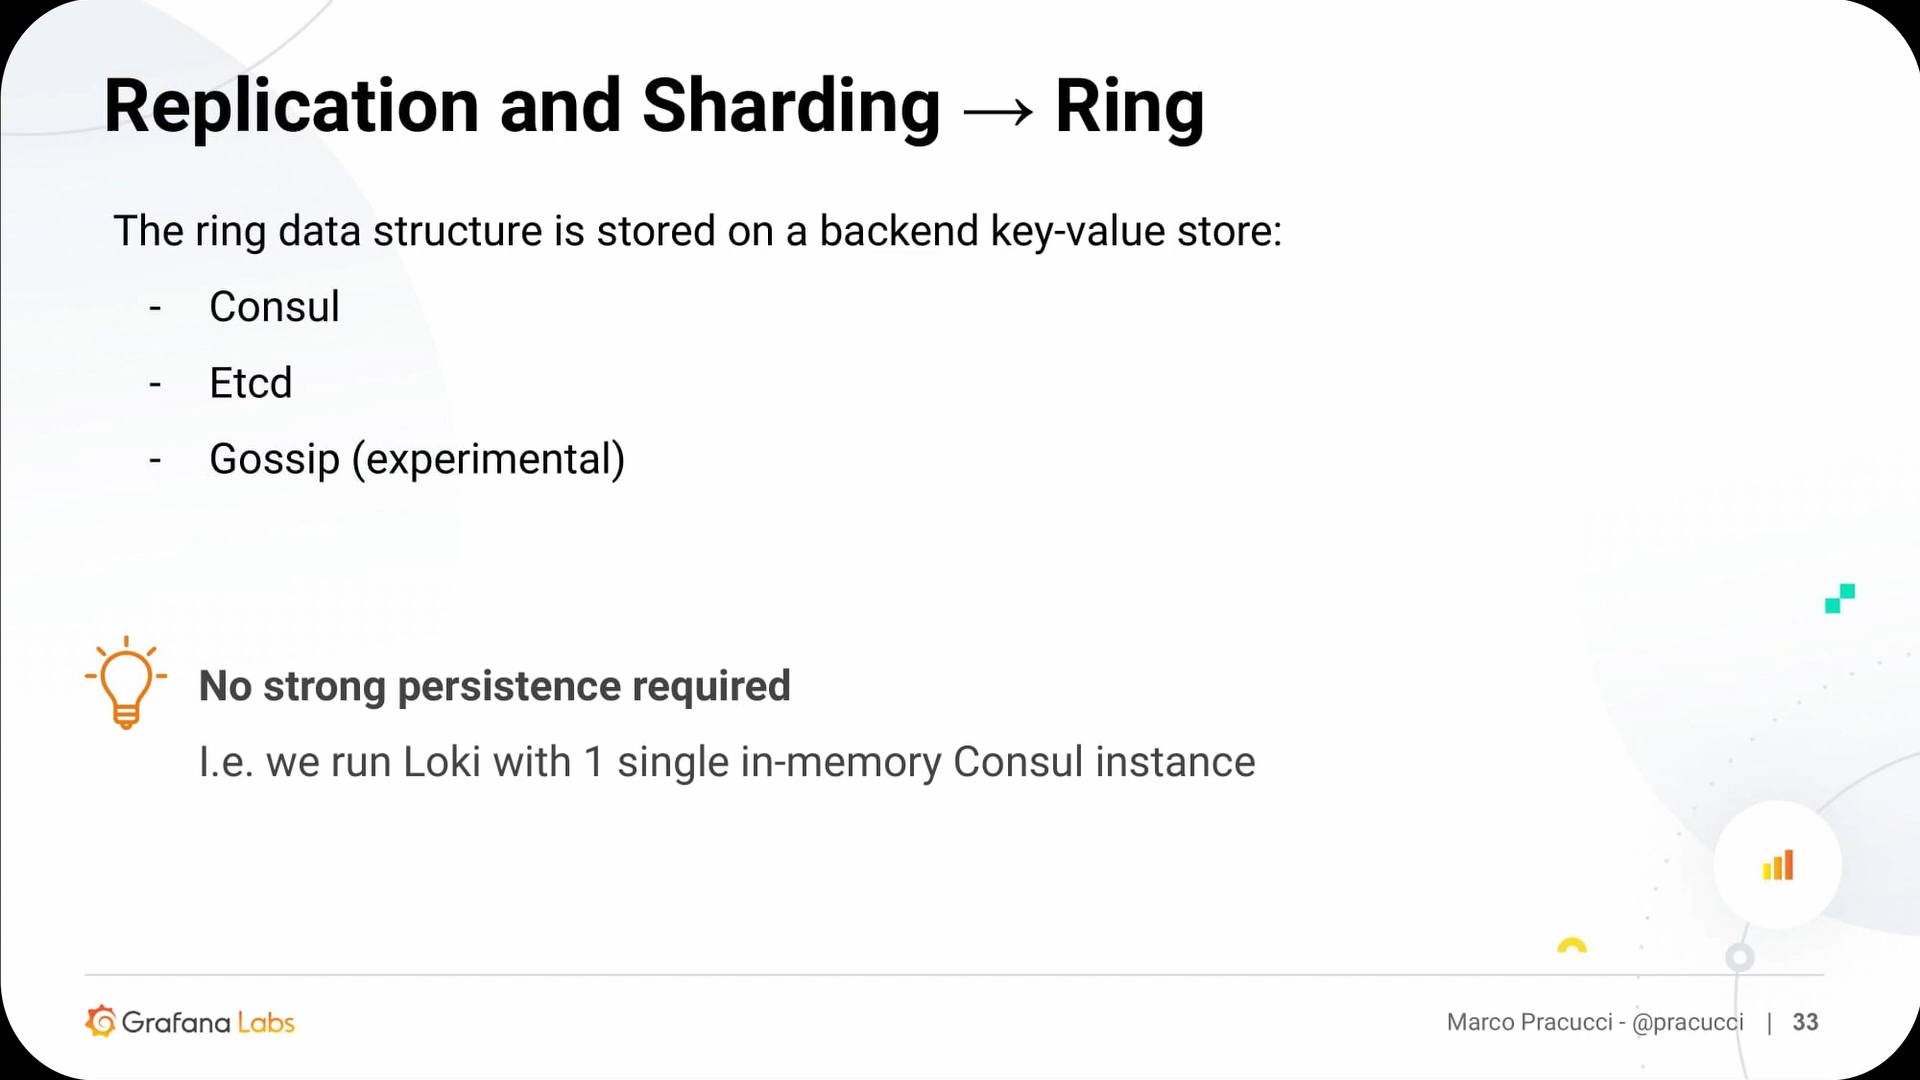 Replication and Sharding → Ring
The ring data structure is stored on a backend key-value store:
- Consul
- Etcd
- Gossip (experimental)
No strong persistence required
I.e. we run Loki with 1 single in-memory Consul instance
Grafana Labs
Marco Pracucci - @pracucci | 33